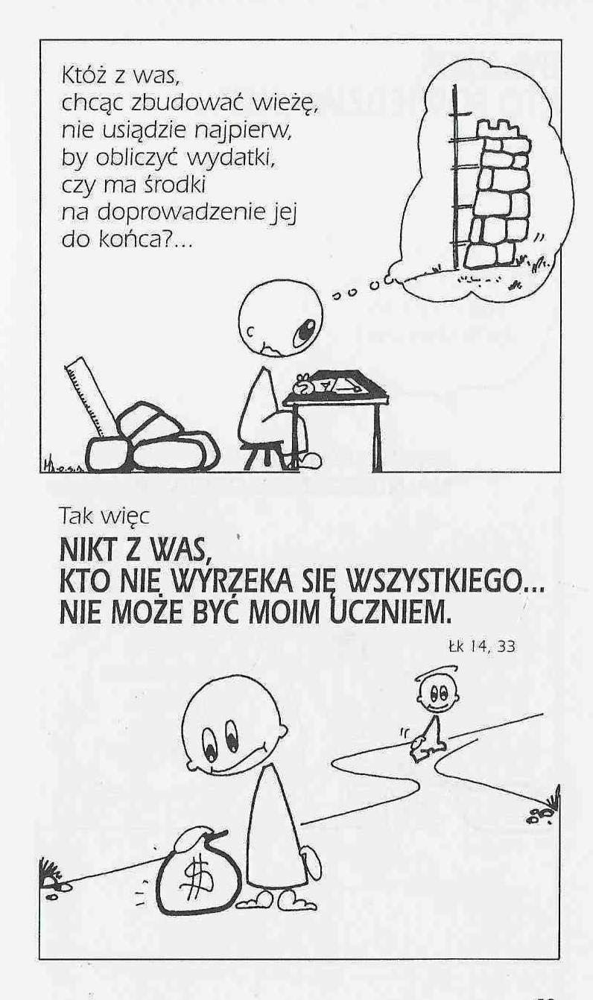 Któż z was,
chcąc zbudować wieżę,
nie usiądzie najpierw,
by obliczyć wydatki,
czy ma środki
na doprowadzenie jej
do końca?...
Tak więc
NIKT Z WAS,
KTO NIE WYRZEKA SIĘ WSZYSTKIEGO...
NIE MOŻE BYĆ MOIM UCZNIEM.
Łk 14, 33
$